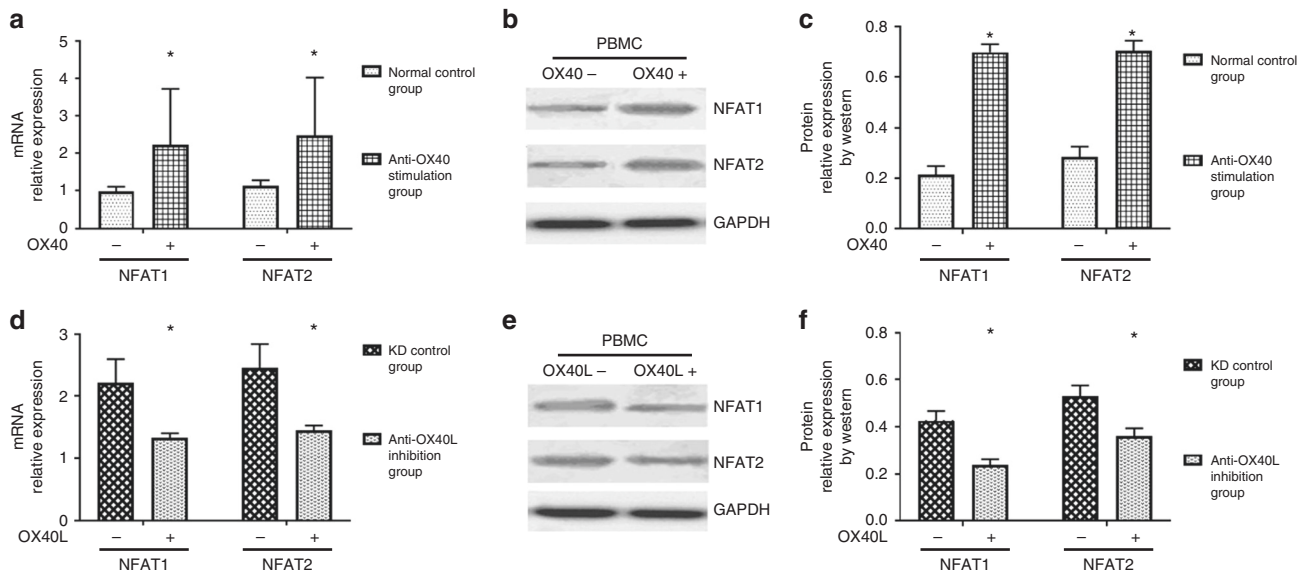 a
mRNA
relative expression
5
4
3
2
1
0
*
*
OX40
–
+
–
+
NFAT1
NFAT2
Normal control
group
Anti-OX40
stimulation
group
b
PBMC
OX40 –
OX40 +
NFAT1
NFAT2
GAPDH
c
Protein
relative expression
by western
0.8
0.6
0.4
0.2
0.0
*
*
OX40
–
+
–
+
NFAT1
NFAT2
Normal control
group
Anti-OX40
stimulation
group
d
mRNA
relative expression
3
2
1
0
*
*
OX40L
–
+
–
+
NFAT1
NFAT2
KD control
group
Anti-OX40L
inhibition
group
e
PBMC
OX40L –
OX40L +
NFAT1
NFAT2
GAPDH
f
Protein
relative expression
by western
0.8
0.6
0.4
0.2
0.0
*
*
OX40L
–
+
–
+
NFAT1
NFAT2
KD control
group
Anti-OX40L
inhibition
group